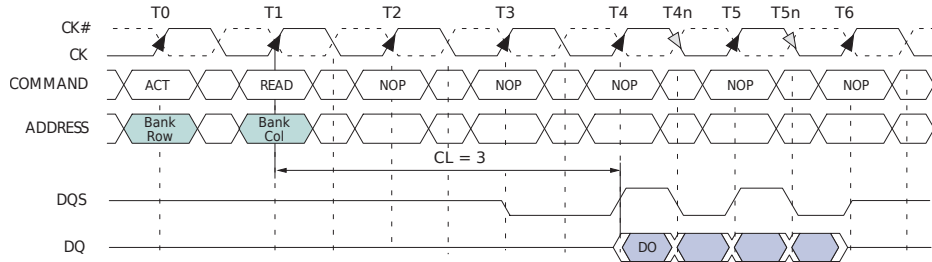 T0 T1 T2 T3 T4 T4n T5 T5n T6
CK#
CK
COMMAND ACT READ NOP NOP NOP NOP NOP
ADDRESS Bank Row Bank Col
CL = 3
DQS
DQ DO